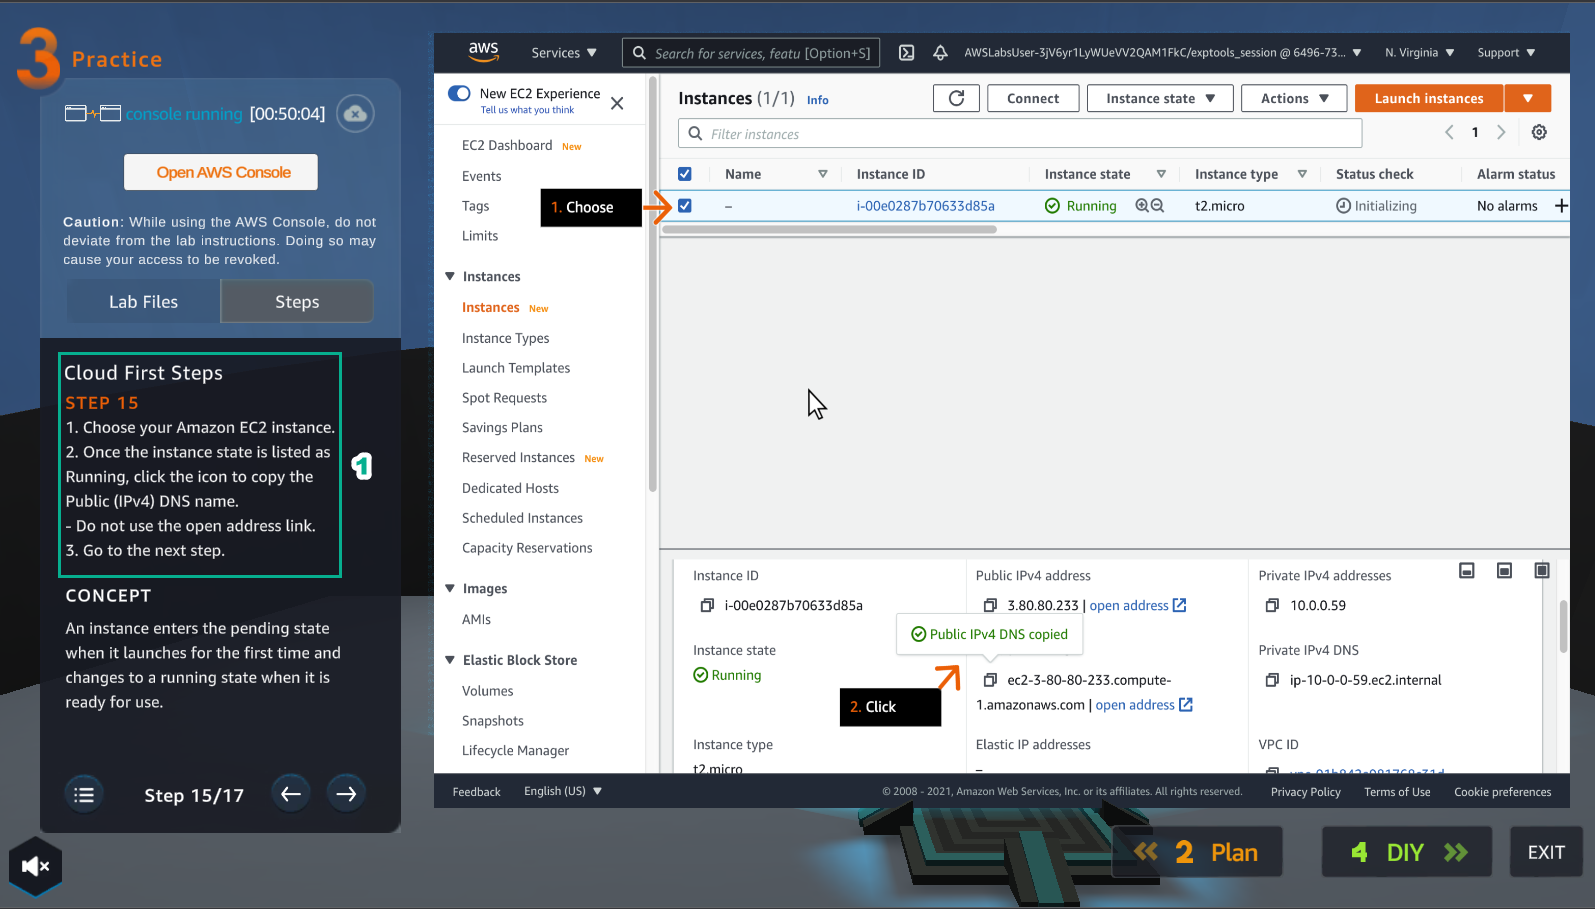 3 Practice
console running [00:50:04]
Open AWS Console
Caution: While using the AWS Console, do not
deviate from the lab instructions. Doing so may
cause your access to be revoked.
Lab Files
Steps
Cloud First Steps
STEP 15
1. Choose your Amazon EC2 instance.
2. Once the instance state is listed as
Running, click the icon to copy the
Public (IPv4) DNS name.
- Do not use the open address link.
3. Go to the next step.
1
CONCEPT
An instance enters the pending state
when it launches for the first time and
changes to a running state when it is
ready for use.
Step 15/17
aws
Services
Search for services, featu [Option+S]
AWSLabsUser-3jV6yr1LyWUeVV2QAM1FkC/exptools_session @ 6496-73...
N. Virginia
Support
New EC2 Experience
Tell us what you think
EC2 Dashboard New
Events
Tags
Limits
Instances
Instances New
Instance Types
Launch Templates
Spot Requests
Savings Plans
Reserved Instances New
Dedicated Hosts
Scheduled Instances
Capacity Reservations
Images
AMIs
Elastic Block Store
Volumes
Snapshots
Lifecycle Manager
Instances (1/1) Info
Connect
Instance state
Actions
Launch instances
Filter instances
1
Name
Instance ID
Instance state
Instance type
Status check
Alarm status
1. Choose
–
i-00e0287b70633d85a
Running
t2.micro
Initializing
No alarms +
Instance ID
i-00e0287b70633d85a
Public IPv4 address
3.80.80.233 | open address
Private IPv4 addresses
10.0.0.59
Public IPv4 DNS copied
Instance state
Running
2. Click
ec2-3-80-80-233.compute-
1.amazonaws.com | open address
Private IPv4 DNS
ip-10-0-0-59.ec2.internal
Instance type
t2.micro
Elastic IP addresses
–
VPC ID
Feedback
English (US)
© 2008 - 2021, Amazon Web Services, Inc. or its affiliates. All rights reserved.
Privacy Policy
Terms of Use
Cookie preferences
2 Plan
4 DIY
EXIT